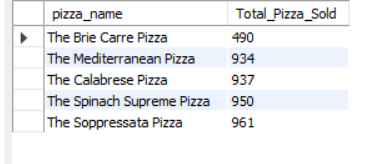 pizza_name Total_Pizza_Sold
The Brie Carre Pizza 490
The Mediterranean Pizza 934
The Calabrese Pizza 937
The Spinach Supreme Pizza 950
The Soppressata Pizza 961